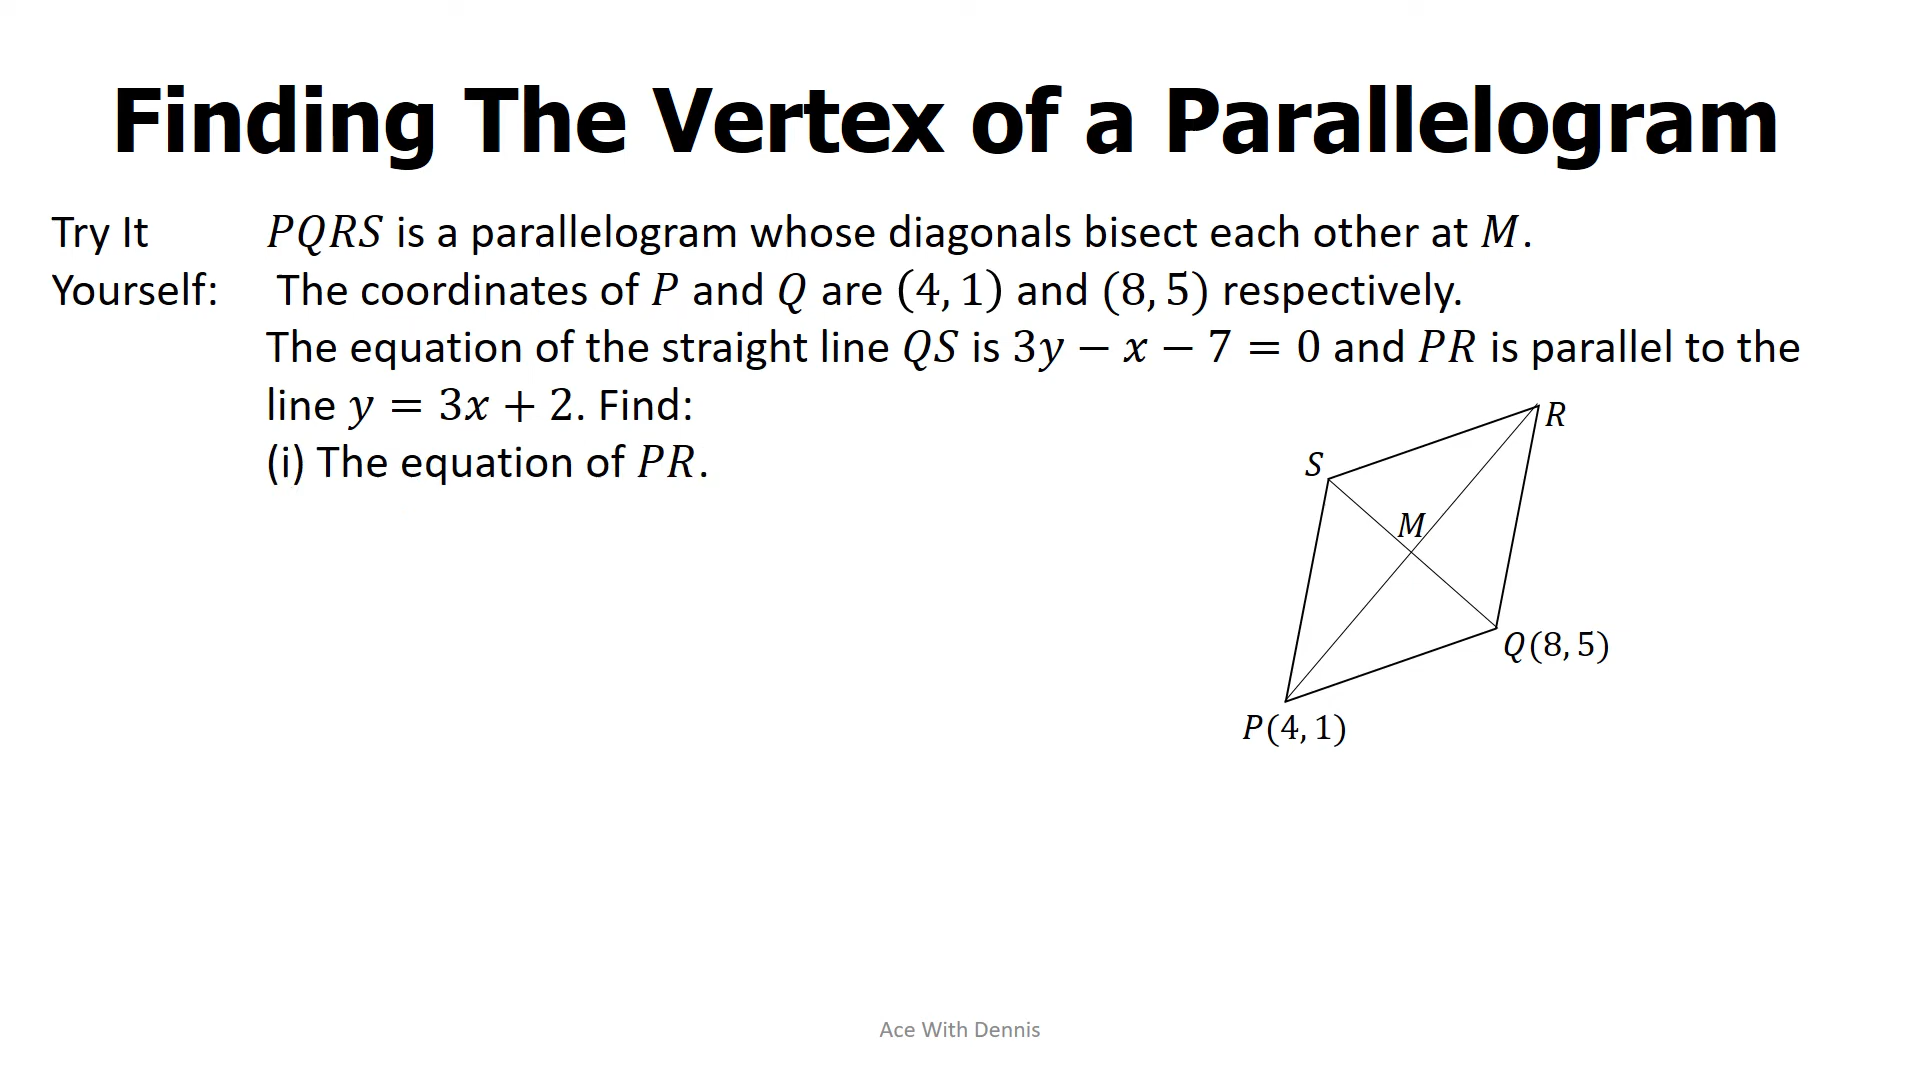 Finding The Vertex of a Parallelogram
Try It
Yourself:
PQRS is a parallelogram whose diagonals bisect each other at M.
The coordinates of P and Q are (4, 1) and (8, 5) respectively.
The equation of the straight line QS is 3y − x − 7 = 0 and PR is parallel to the
line y = 3x + 2. Find:
(i) The equation of PR.
R
S
M
Q(8, 5)
P(4, 1)
Ace With Dennis